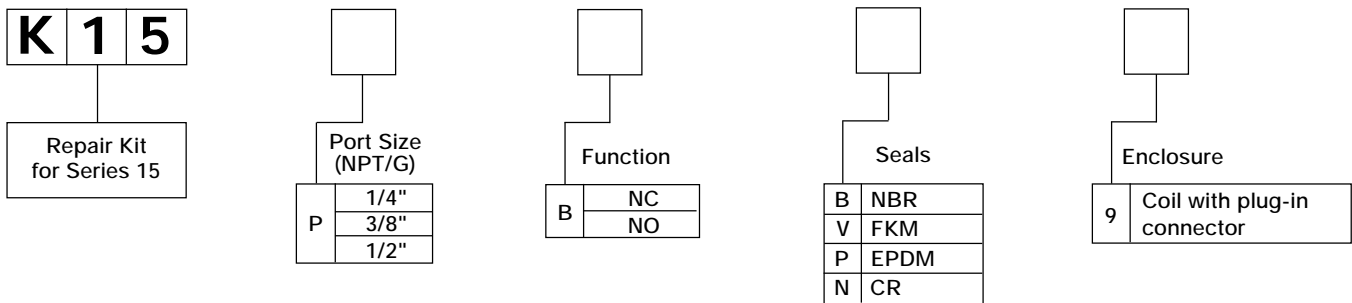 K 1 5
Repair Kit
for Series 15
Port Size
(NPT/G)
P
1/4"
3/8"
1/2"
Function
B
NC
NO
Seals
B NBR
V FKM
P EPDM
N CR
Enclosure
9
Coil with plug-in
connector